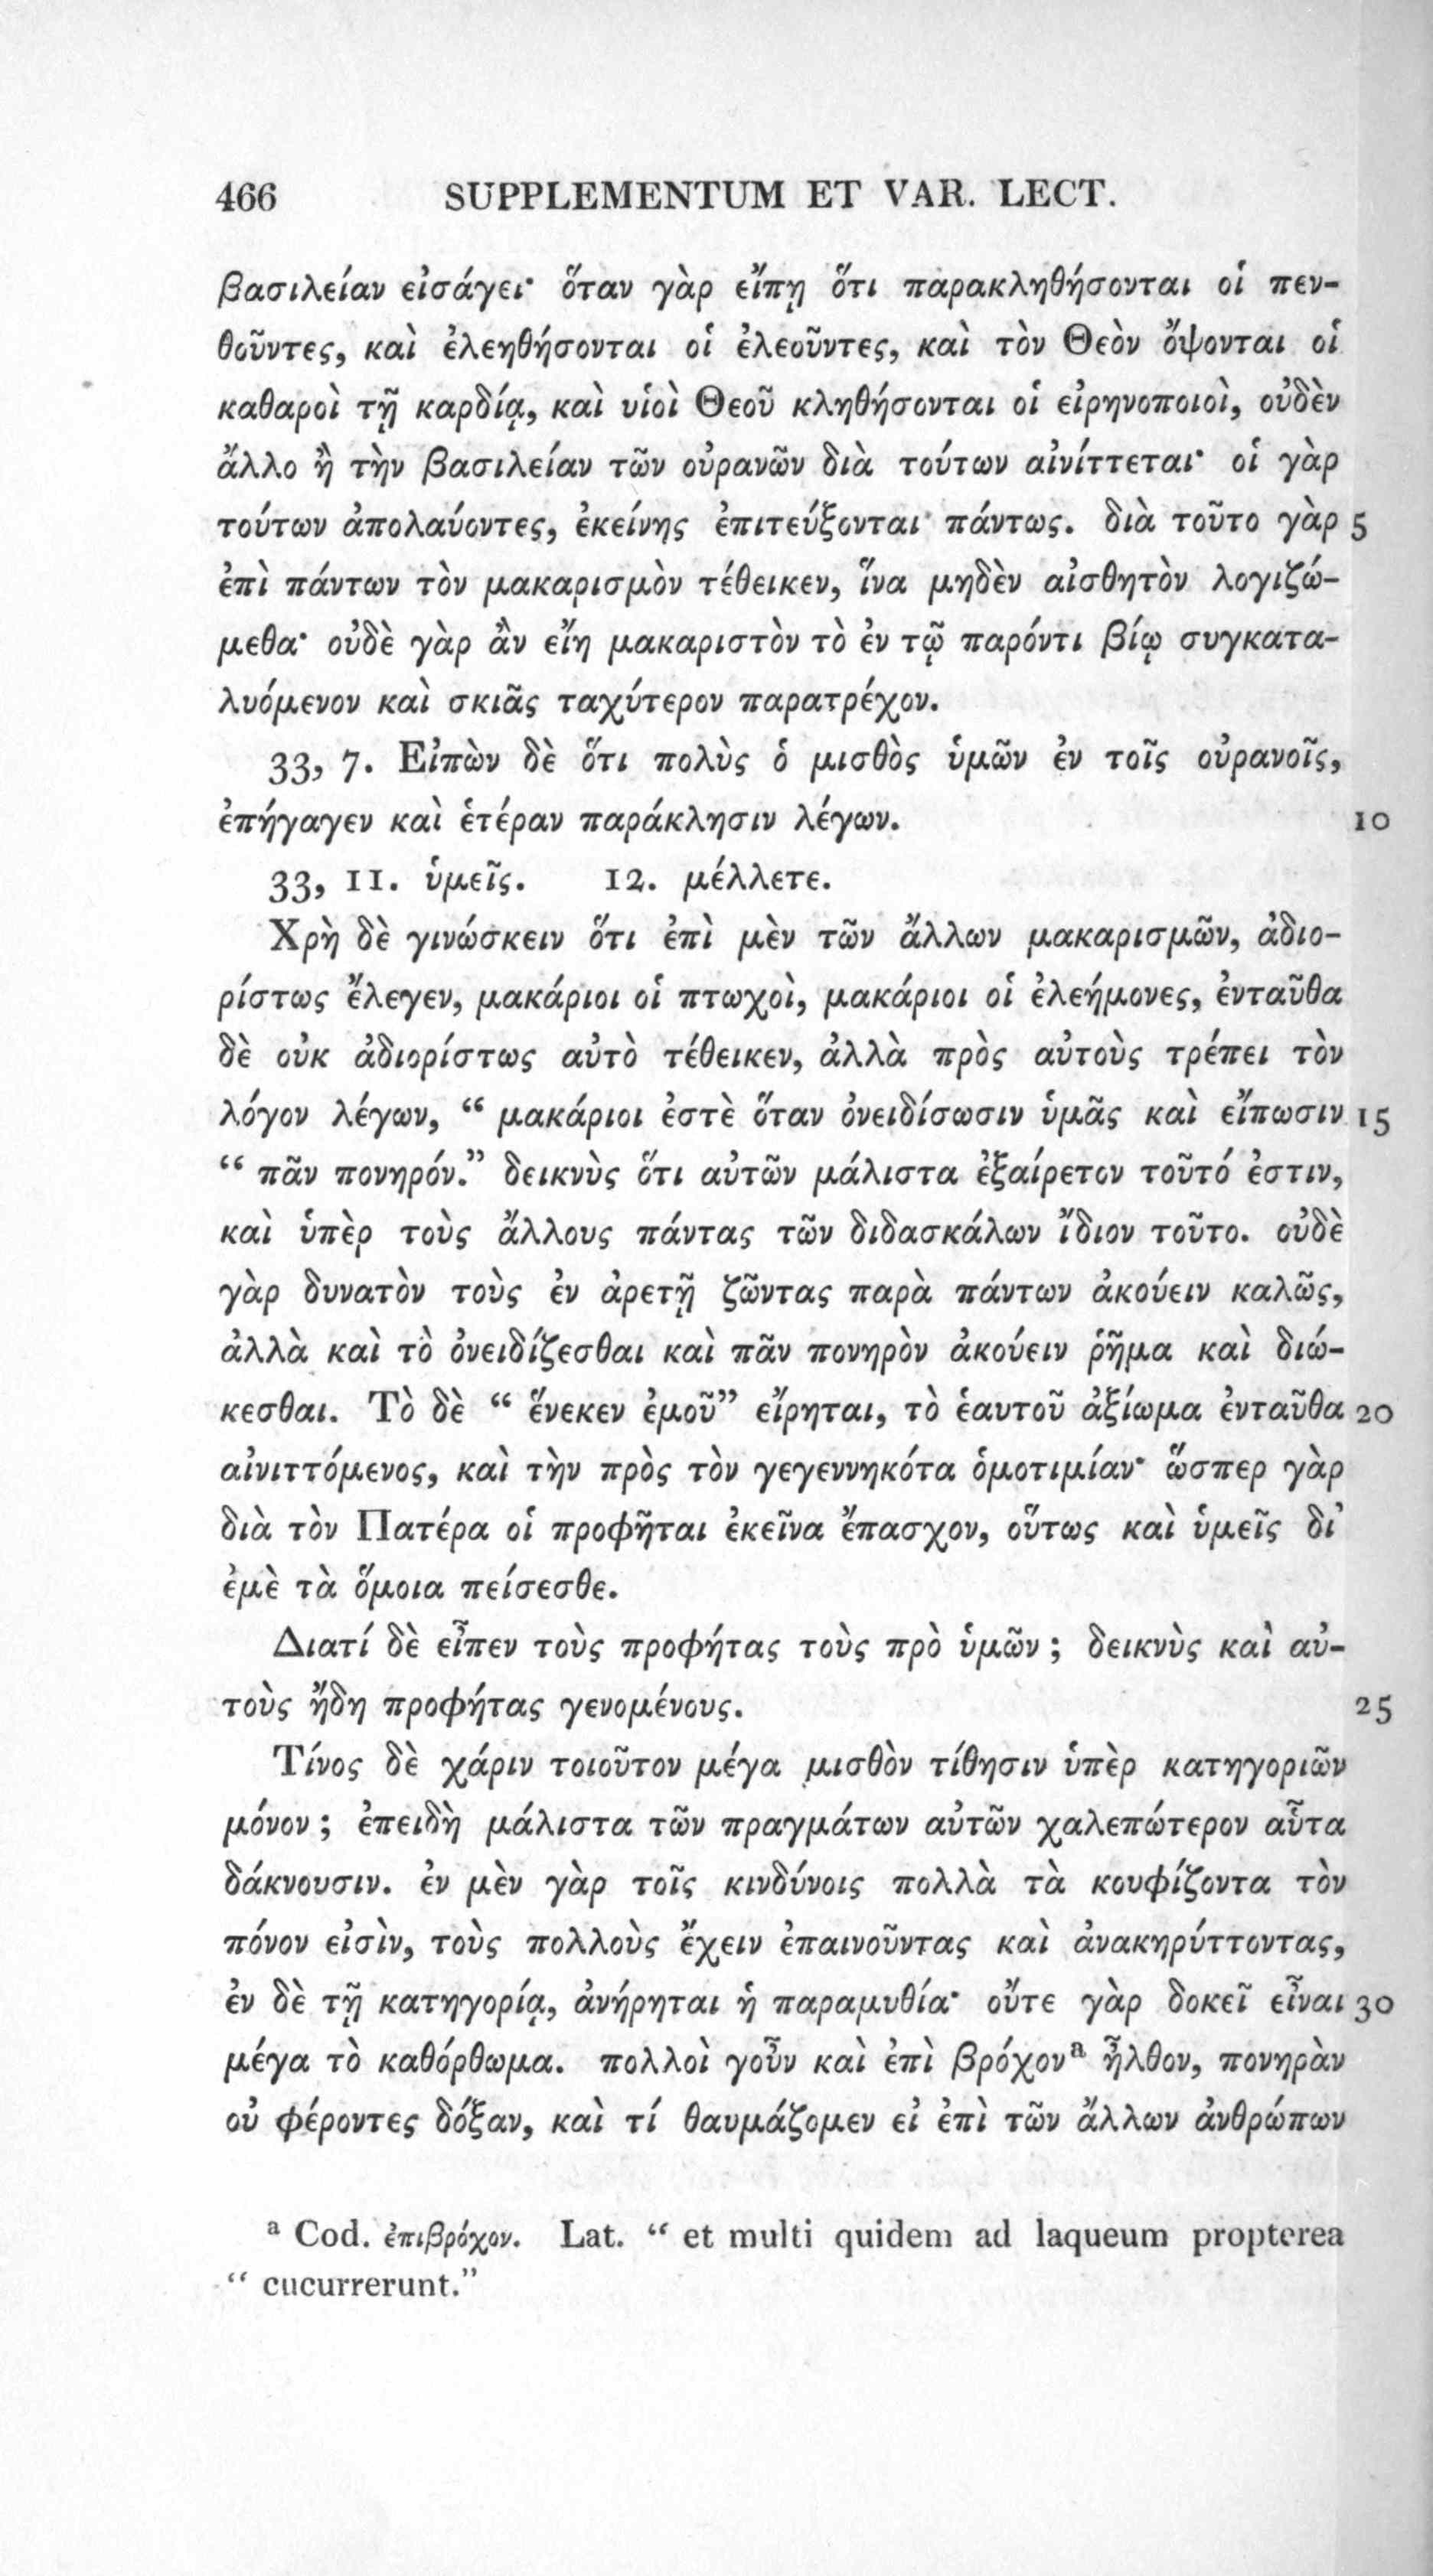 466 SUPPLEMENTUM ET VAR. LECT.
βασιλείαν εἰσάγει· ὅταν γὰρ εἴπῃ ὅτι παρακληθήσονται οἱ πεν-
θοῦντες, καὶ ἐλεηθήσονται οἱ ἐλεοῦντες, καὶ τὸν Θεὸν ὄψονται οἱ
καθαροὶ τῇ καρδίᾳ, καὶ υἱοὶ Θεοῦ κληθήσονται οἱ εἰρηνοποιοὶ, οὐδὲν
ἄλλο ἢ τὴν βασιλείαν τῶν οὐρανῶν διὰ τούτων αἰνίττεται· οἱ γὰρ
τούτων ἀπολαύοντες, ἐκείνης ἐπιτεύξονται πάντως. διὰ τοῦτο γὰρ 5
ἐπὶ πάντων τὸν μακαρισμὸν τέθεικεν, ἵνα μηδὲν αἰσθητὸν λογιζώ-
μεθα· οὐδὲ γὰρ ἂν εἴη μακαριστὸν τὸ ἐν τῷ παρόντι βίῳ συγκατα-
λυόμενον καὶ σκιᾶς ταχύτερον παρατρέχον.
33, 7. Εἰπὼν δὲ ὅτι πολὺς ὁ μισθὸς ὑμῶν ἐν τοῖς οὐρανοῖς,
ἐπήγαγεν καὶ ἑτέραν παράκλησιν λέγων. 10
33, 11. ὑμεῖς. 12. μέλλετε.
Χρὴ δὲ γινώσκειν ὅτι ἐπὶ μὲν τῶν ἄλλων μακαρισμῶν, ἀδιο-
ρίστως ἔλεγεν, μακάριοι οἱ πτωχοὶ, μακάριοι οἱ ἐλεήμονες, ἐνταῦθα
δὲ οὐκ ἀδιορίστως αὐτὸ τέθεικεν, ἀλλὰ πρὸς αὐτοὺς τρέπει τὸν
λόγον λέγων, “ μακάριοι ἐστὲ ὅταν ὀνειδίσωσιν ὑμᾶς καὶ εἴπωσιν 15
“ πᾶν πονηρόν.” δεικνὺς ὅτι αὐτῶν μάλιστα ἐξαίρετον τοῦτό ἐστιν,
καὶ ὑπὲρ τοὺς ἄλλους πάντας τῶν διδασκάλων ἴδιον τοῦτο. οὐδὲ
γὰρ δυνατὸν τοὺς ἐν ἀρετῇ ζῶντας παρὰ πάντων ἀκούειν καλῶς,
ἀλλὰ καὶ τὸ ὀνειδίζεσθαι καὶ πᾶν πονηρὸν ἀκούειν ῥῆμα καὶ διώ-
κεσθαι. Τὸ δὲ “ ἕνεκεν ἐμοῦ” εἴρηται, τὸ ἑαυτοῦ ἀξίωμα ἐνταῦθα 20
αἰνιττόμενος, καὶ τὴν πρὸς τὸν γεγεννηκότα ὁμοτιμίαν· ὥσπερ γὰρ
διὰ τὸν Πατέρα οἱ προφῆται ἐκεῖνα ἔπασχον, οὕτως καὶ ὑμεῖς δι’
ἐμὲ τὰ ὅμοια πείσεσθε.
Διατί δὲ εἶπεν τοὺς προφήτας τοὺς πρὸ ὑμῶν ; δεικνὺς καὶ αὐ-
τοὺς ἤδη προφήτας γενομένους. 25
Τίνος δὲ χάριν τοιοῦτον μέγα μισθὸν τίθησιν ὑπὲρ κατηγοριῶν
μόνον ; ἐπειδὴ μάλιστα τῶν πραγμάτων αὐτῶν χαλεπώτερον αὗτα
δάκνουσιν. ἐν μὲν γὰρ τοῖς κινδύνοις πολλὰ τὰ κουφίζοντα τὸν
πόνον εἰσὶν, τοὺς πολλοὺς ἔχειν ἐπαινοῦντας καὶ ἀνακηρύττοντας,
ἐν δὲ τῇ κατηγορίᾳ, ἀνήρηται ἡ παραμυθία· οὔτε γὰρ δοκεῖ εἶναι 30
μέγα τὸ καθόρθωμα. πολλοὶ γοῦν καὶ ἐπὶ βρόχον ᵃ ἦλθον, πονηρὰν
οὐ φέροντες δόξαν, καὶ τί θαυμάζομεν εἰ ἐπὶ τῶν ἄλλων ἀνθρώπων
ᵃ Cod. ἐπιβρόχον. Lat. “ et multi quidem ad laqueum propterea
“ cucurrerunt.”